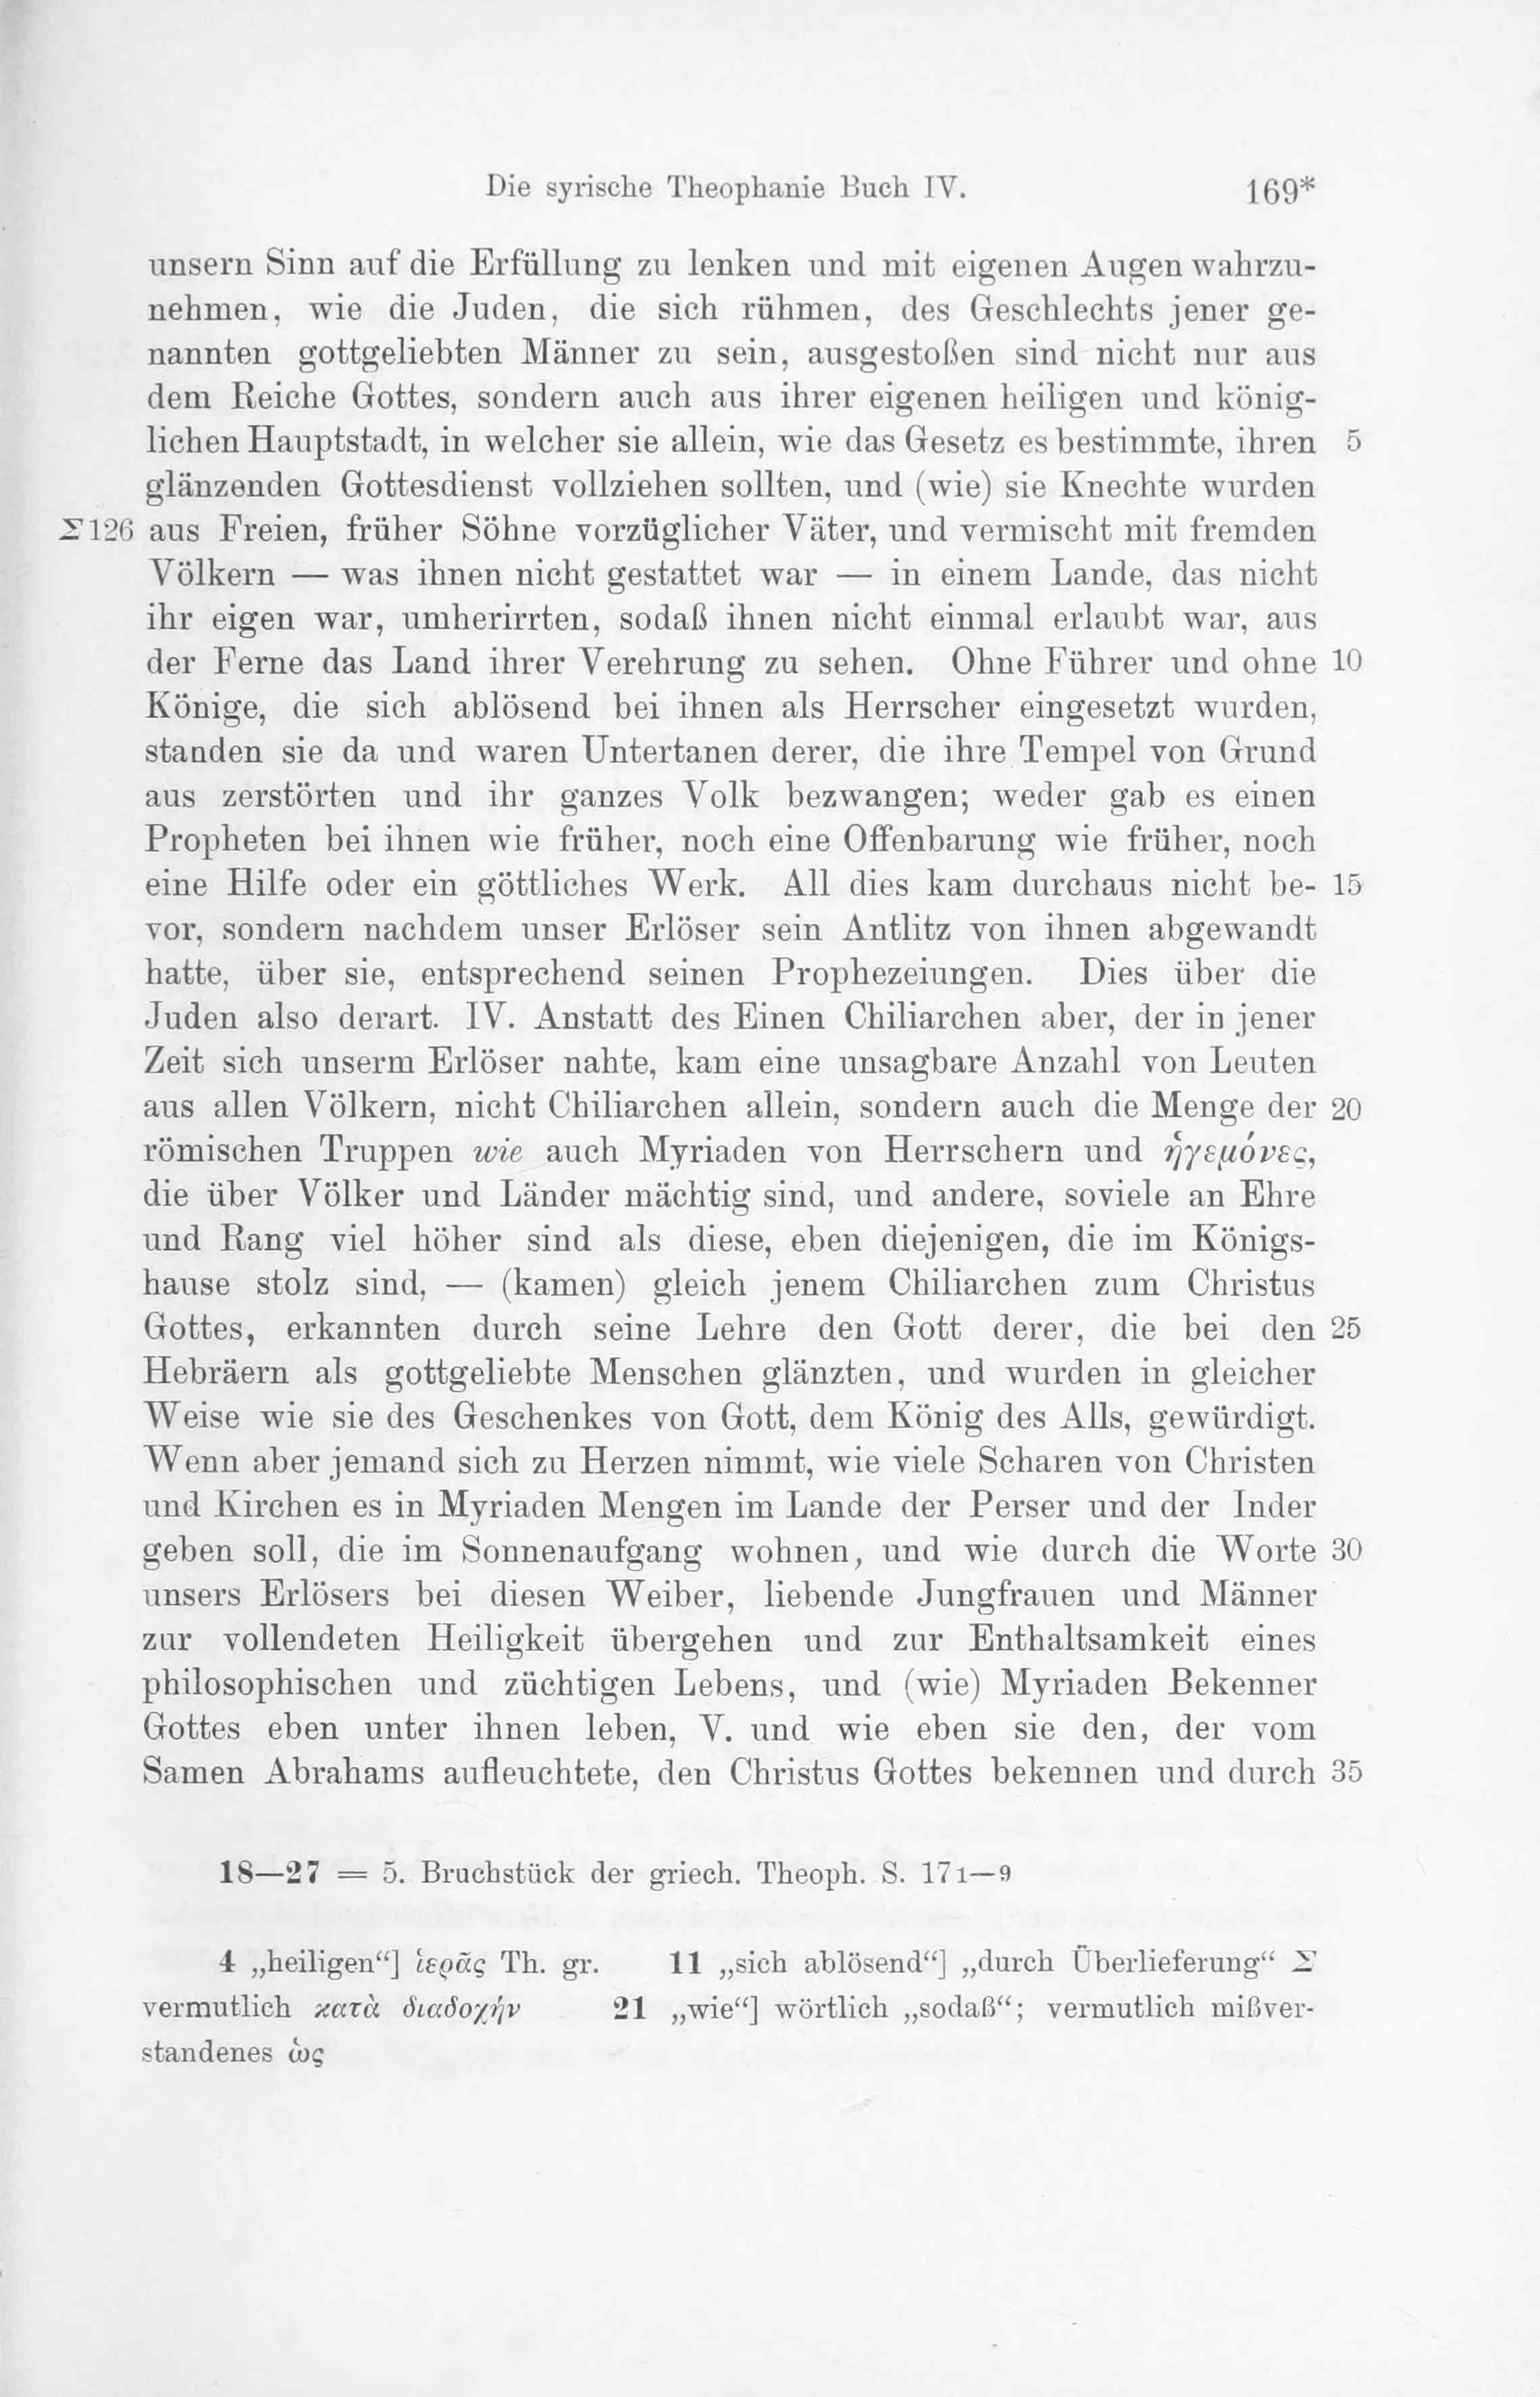 Die syrische Theophanie Buch IV. 169*
unsern Sinn auf die Erfüllung zu lenken und mit eigenen Augen wahrzu-
nehmen, wie die Juden, die sich rühmen, des Geschlechts jener ge-
nannten gottgeliebten Männer zu sein, ausgestoßen sind nicht nur aus
dem Reiche Gottes, sondern auch aus ihrer eigenen heiligen und könig-
lichen Hauptstadt, in welcher sie allein, wie das Gesetz es bestimmte, ihren 5
glänzenden Gottesdienst vollziehen sollten, und (wie) sie Knechte wurden
Σ 126 aus Freien, früher Söhne vorzüglicher Väter, und vermischt mit fremden
Völkern — was ihnen nicht gestattet war — in einem Lande, das nicht
ihr eigen war, umherirrten, sodaß ihnen nicht einmal erlaubt war, aus
der Ferne das Land ihrer Verehrung zu sehen. Ohne Führer und ohne 10
Könige, die sich ablösend bei ihnen als Herrscher eingesetzt wurden,
standen sie da und waren Untertanen derer, die ihre Tempel von Grund
aus zerstörten und ihr ganzes Volk bezwangen; weder gab es einen
Propheten bei ihnen wie früher, noch eine Offenbarung wie früher, noch
eine Hilfe oder ein göttliches Werk. All dies kam durchaus nicht be- 15
vor, sondern nachdem unser Erlöser sein Antlitz von ihnen abgewandt
hatte, über sie, entsprechend seinen Prophezeiungen. Dies über die
Juden also derart. IV. Anstatt des Einen Chiliarchen aber, der in jener
Zeit sich unserm Erlöser nahte, kam eine unsagbare Anzahl von Leuten
aus allen Völkern, nicht Chiliarchen allein, sondern auch die Menge der 20
römischen Truppen wie auch Myriaden von Herrschern und ἡγεμόνες,
die über Völker und Länder mächtig sind, und andere, soviele an Ehre
und Rang viel höher sind als diese, eben diejenigen, die im Königs-
hause stolz sind, — (kamen) gleich jenem Chiliarchen zum Christus
Gottes, erkannten durch seine Lehre den Gott derer, die bei den 25
Hebräern als gottgeliebte Menschen glänzten, und wurden in gleicher
Weise wie sie des Geschenkes von Gott, dem König des Alls, gewürdigt.
Wenn aber jemand sich zu Herzen nimmt, wie viele Scharen von Christen
und Kirchen es in Myriaden Mengen im Lande der Perser und der Inder
geben soll, die im Sonnenaufgang wohnen, und wie durch die Worte 30
unsers Erlösers bei diesen Weiber, liebende Jungfrauen und Männer
zur vollendeten Heiligkeit übergehen und zur Enthaltsamkeit eines
philosophischen und züchtigen Lebens, und (wie) Myriaden Bekenner
Gottes eben unter ihnen leben, V. und wie eben sie den, der vom
Samen Abrahams aufleuchtete, den Christus Gottes bekennen und durch 35
18—27 = 5. Bruchstück der griech. Theoph. S. 17 1—9
4 „heiligen“] ἱερᾶς Th. gr. 11 „sich ablösend“] „durch Überlieferung“ Σ
vermutlich κατὰ διαδοχήν 21 „wie“] wörtlich „sodaß“; vermutlich mißver-
standenes ὡς